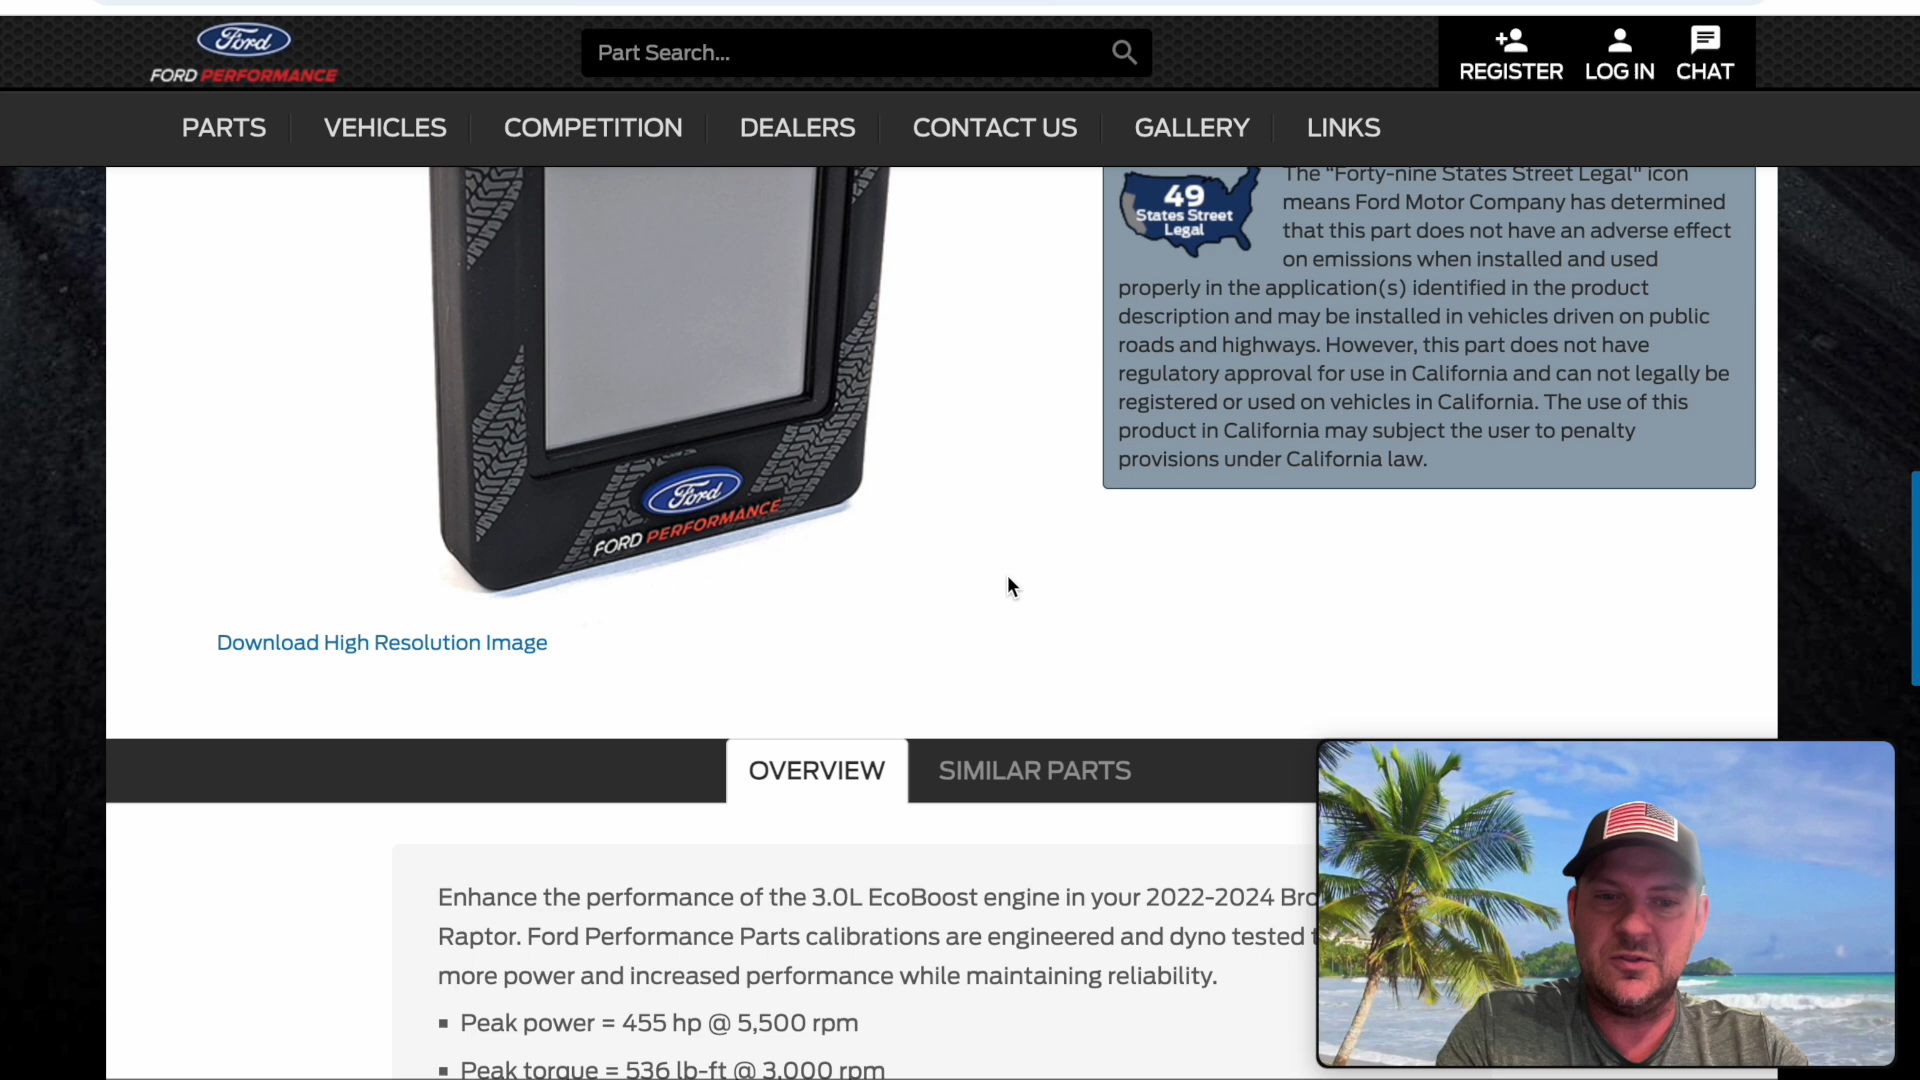 Ford
FORD PERFORMANCE
Part Search...
REGISTER
LOG IN
CHAT
PARTS
VEHICLES
COMPETITION
DEALERS
CONTACT US
GALLERY
LINKS
Ford
FORD PERFORMANCE
Download High Resolution Image
49
States Street
Legal
The "Forty-nine States Street Legal" icon
means Ford Motor Company has determined
that this part does not have an adverse effect
on emissions when installed and used
properly in the application(s) identified in the product
description and may be installed in vehicles driven on public
roads and highways. However, this part does not have
regulatory approval for use in California and can not legally be
registered or used on vehicles in California. The use of this
product in California may subject the user to penalty
provisions under California law.
OVERVIEW
SIMILAR PARTS
Enhance the performance of the 3.0L EcoBoost engine in your 2022-2024 Bro
Raptor. Ford Performance Parts calibrations are engineered and dyno tested t
more power and increased performance while maintaining reliability.
▪ Peak power = 455 hp @ 5,500 rpm
▪ Peak torque = 536 lb-ft @ 3,000 rpm